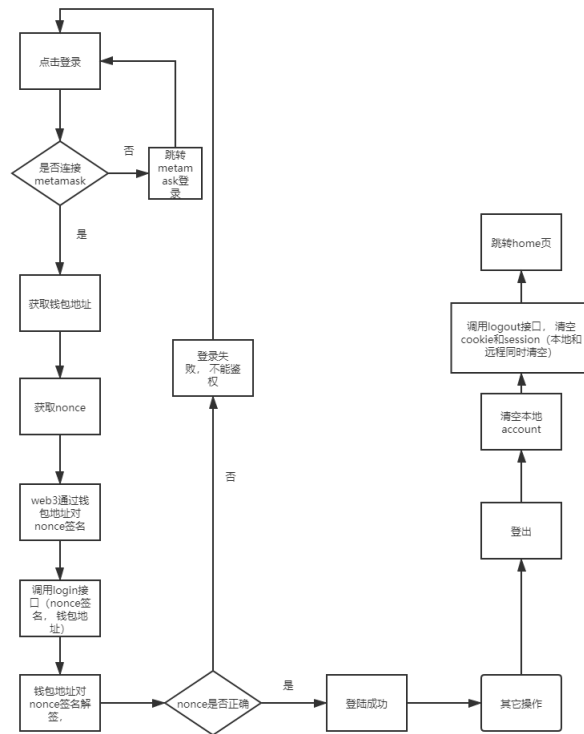 点击登录
是否连接
metamask
否
跳转
metam
ask登
录
是
获取钱包地址
获取nonce
web3通过钱
包地址对
nonce签名
调用login接
口（nonce签
名， 钱包地
址）
钱包地址对
nonce签名解
签，
nonce是否正确
否
登录失
败， 不能鉴
权
是
登陆成功
其它操作
登出
清空本地
account
调用logout接口， 清空
cookie和session（本地和
远程同时清空）
跳转home页